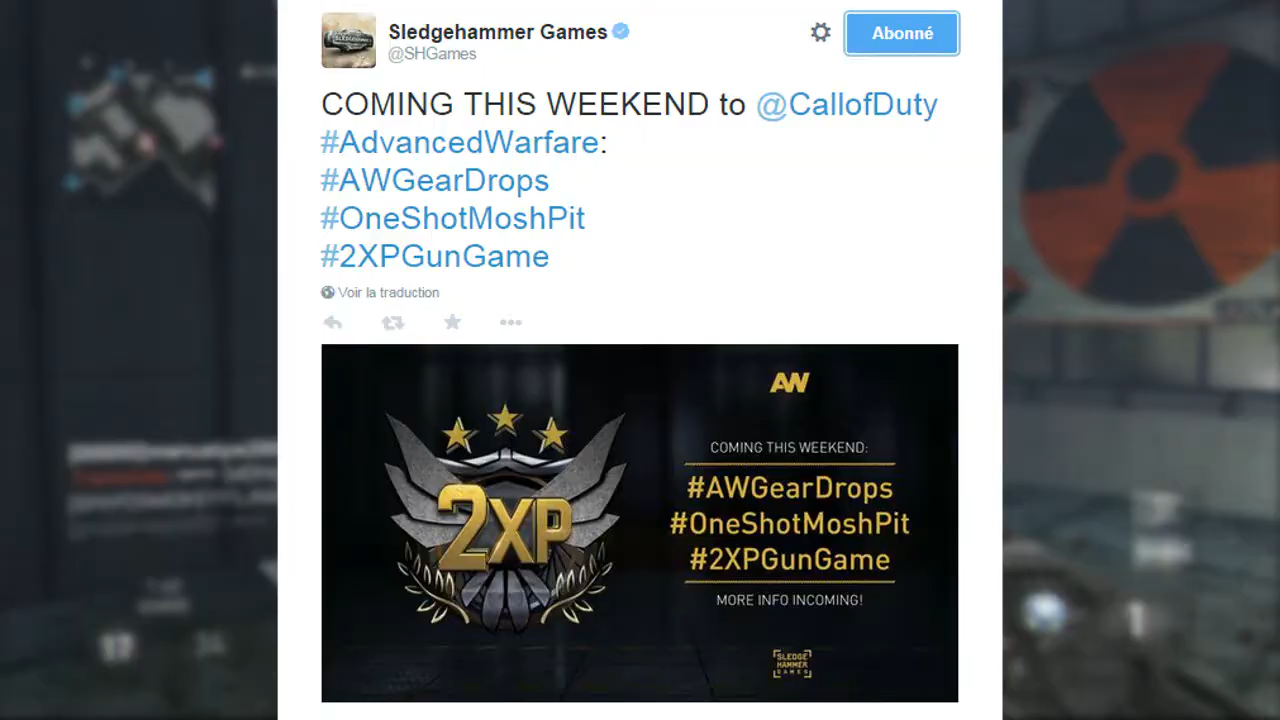 Sledgehammer Games
@SHGames
Abonné
COMING THIS WEEKEND to @CallofDuty
#AdvancedWarfare:
#AWGearDrops
#OneShotMoshPit
#2XPGunGame
Voir la traduction
AW
COMING THIS WEEKEND:
2XP
#AWGearDrops
#OneShotMoshPit
#2XPGunGame
MORE INFO INCOMING!
SLEDGE
HAMMER
GAMES